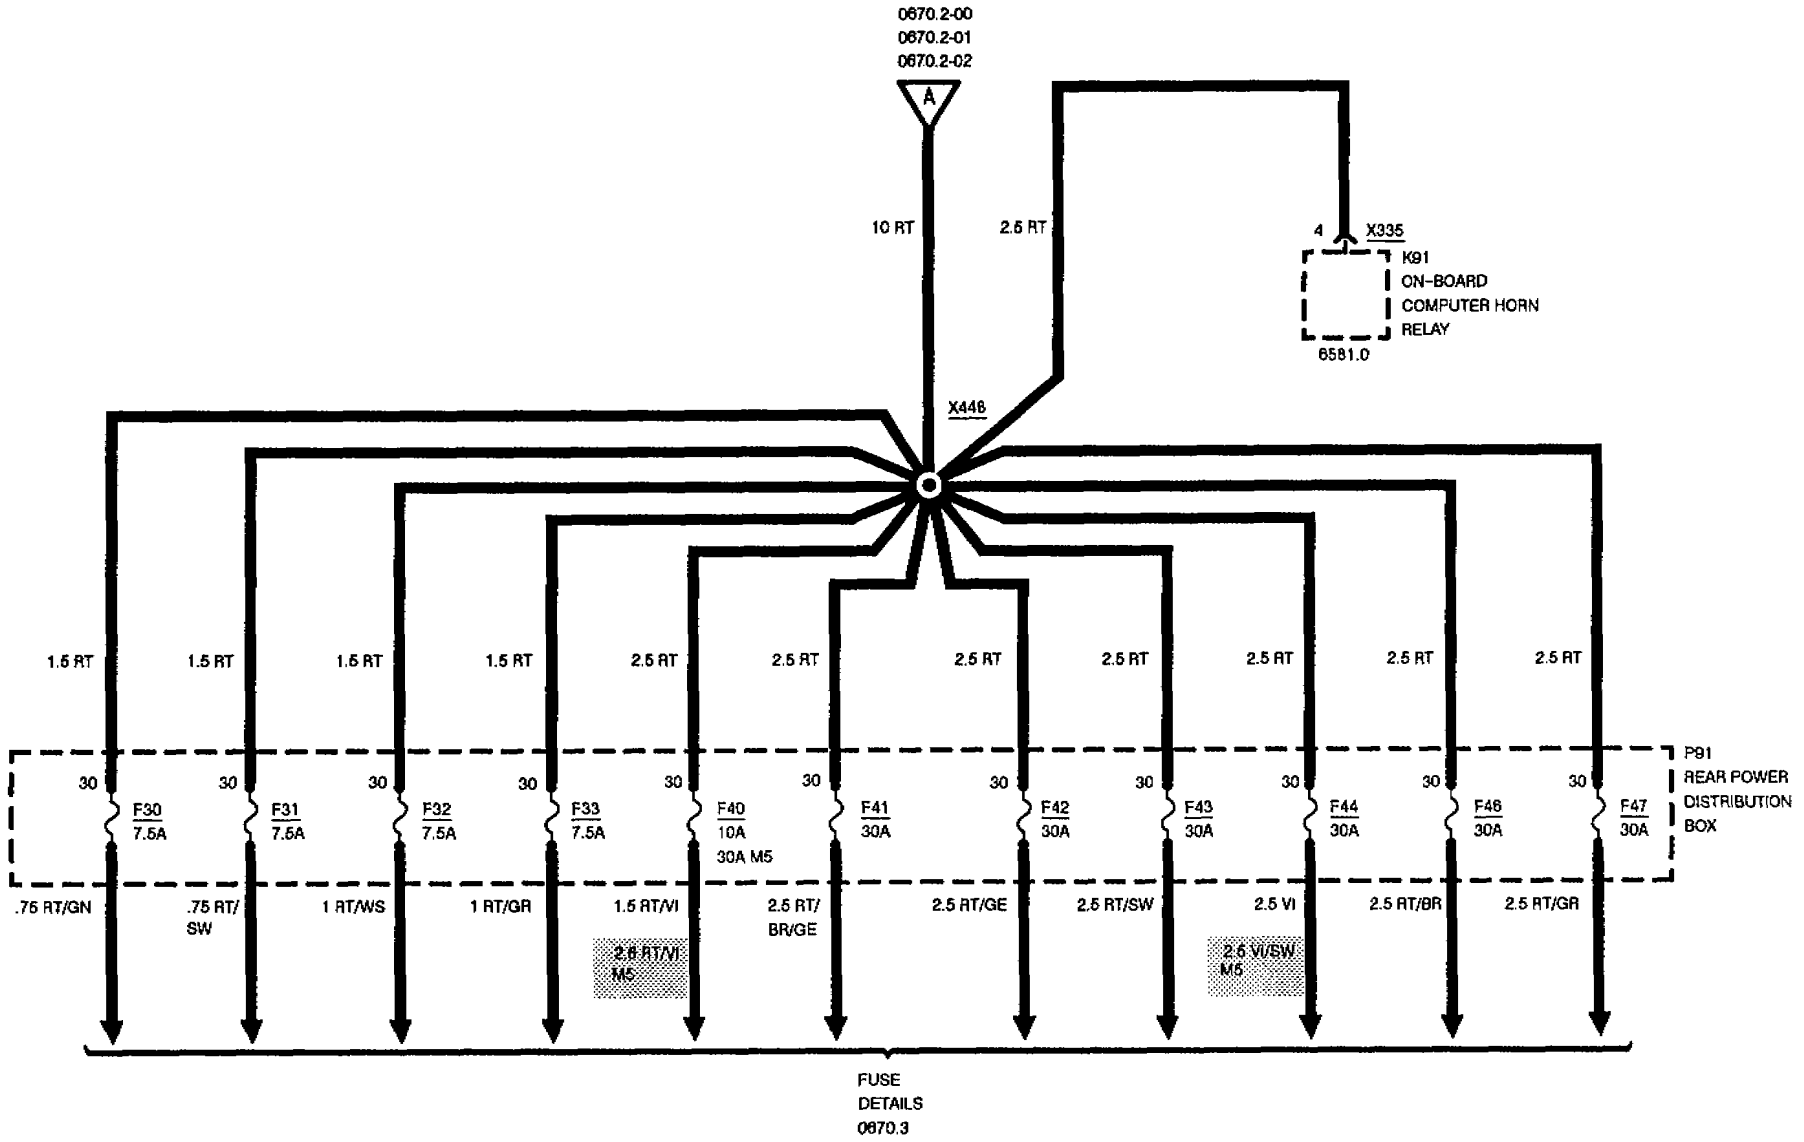 0670.2-00
0670.2-01
0670.2-02
A
10 RT
2.5 RT
4 X335
K91
ON-BOARD
COMPUTER HORN
RELAY
6581.0
X448
1.5 RT
1.5 RT
1.5 RT
1.5 RT
2.5 RT
2.5 RT
2.5 RT
2.5 RT
2.5 RT
2.5 RT
2.5 RT
P91
REAR POWER
DISTRIBUTION
BOX
30
F30
7.5A
30
F31
7.5A
30
F32
7.5A
30
F33
7.5A
30
F40
10A
30A M5
30
F41
30A
30
F42
30A
30
F43
30A
30
F44
30A
30
F46
30A
30
F47
30A
.75 RT/GN
.75 RT/
SW
1 RT/WS
1 RT/GR
1.5 RT/VI
2.5 RT/VI
M5
2.5 RT/
BR/GE
2.5 RT/GE
2.5 RT/SW
2.5 VI
2.5 VI/SW
M5
2.5 RT/BR
2.5 RT/GR
FUSE
DETAILS
0670.3